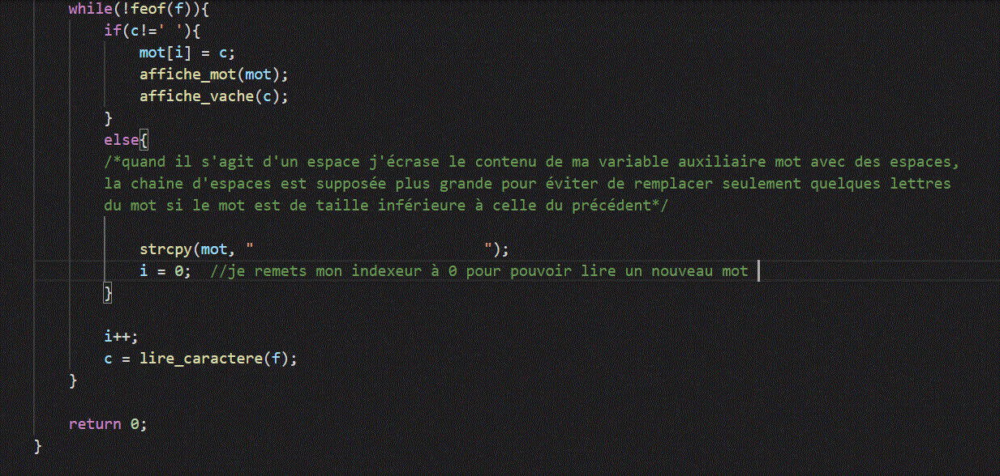 while(!feof(f)){
if(c!=' '){
mot[i] = c;
affiche_mot(mot);
affiche_vache(c);
}
else{
/*quand il s'agit d'un espace j'écrase le contenu de ma variable auxiliaire mot avec des espaces,
la chaine d'espaces est supposée plus grande pour éviter de remplacer seulement quelques lettres
du mot si le mot est de taille inférieure à celle du précédent*/
strcpy(mot, "                          ");
i = 0;  //je remets mon indexeur à 0 pour pouvoir lire un nouveau mot
}
i++;
c = lire_caractere(f);
}
return 0;
}